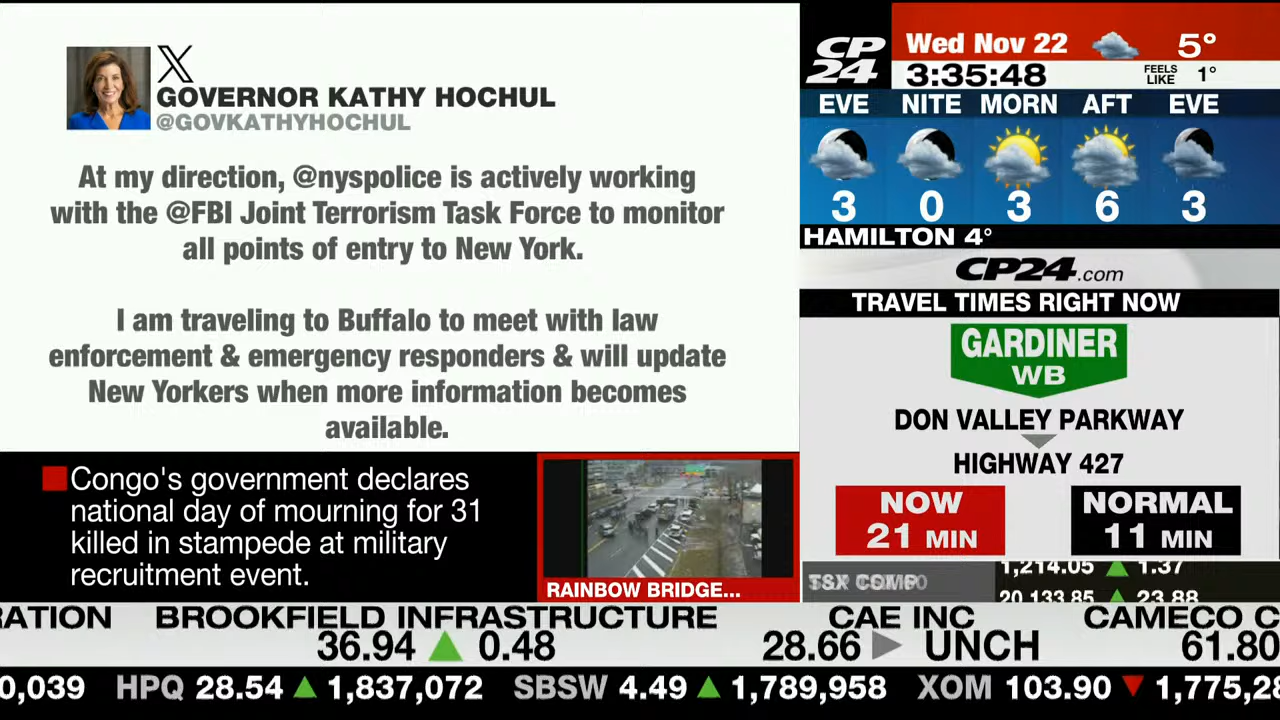 GOVERNOR KATHY HOCHUL
@GOVKATHYHOCHUL
At my direction, @nyspolice is actively working
with the @FBI Joint Terrorism Task Force to monitor
all points of entry to New York.
I am traveling to Buffalo to meet with law
enforcement & emergency responders & will update
New Yorkers when more information becomes
available.
Congo's government declares
national day of mourning for 31
killed in stampede at military
recruitment event.
RAINBOW BRIDGE...
CP
24
Wed Nov 22
5°
3:35:48
FEELS
LIKE
1°
EVE NITE MORN AFT EVE
3 0 3 6 3
HAMILTON 4°
CP24.com
TRAVEL TIMES RIGHT NOW
GARDINER
WB
DON VALLEY PARKWAY
HIGHWAY 427
NOW
21 MIN
NORMAL
11 MIN
1,214.05 1.37
20,133.85 23.88
RATION BROOKFIELD INFRASTRUCTURE CAE INC CAMECO C
36.94 0.48 28.66 UNCH 61.80
0,039 HPQ 28.54 1,837,072 SBSW 4.49 1,789,958 XOM 103.90 1,775,28